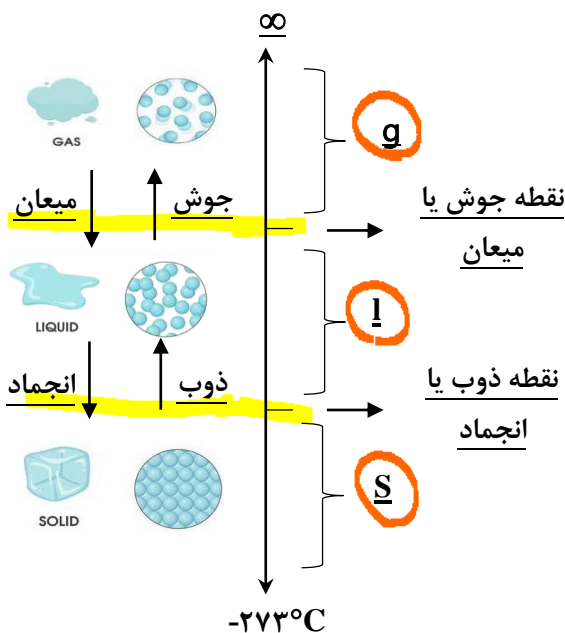 ∞
GAS
g
میعان
جوش
نقطه جوش یا
میعان
LIQUID
l
انجماد
ذوب
نقطه ذوب یا
انجماد
SOLID
S
-۲۷۳°C